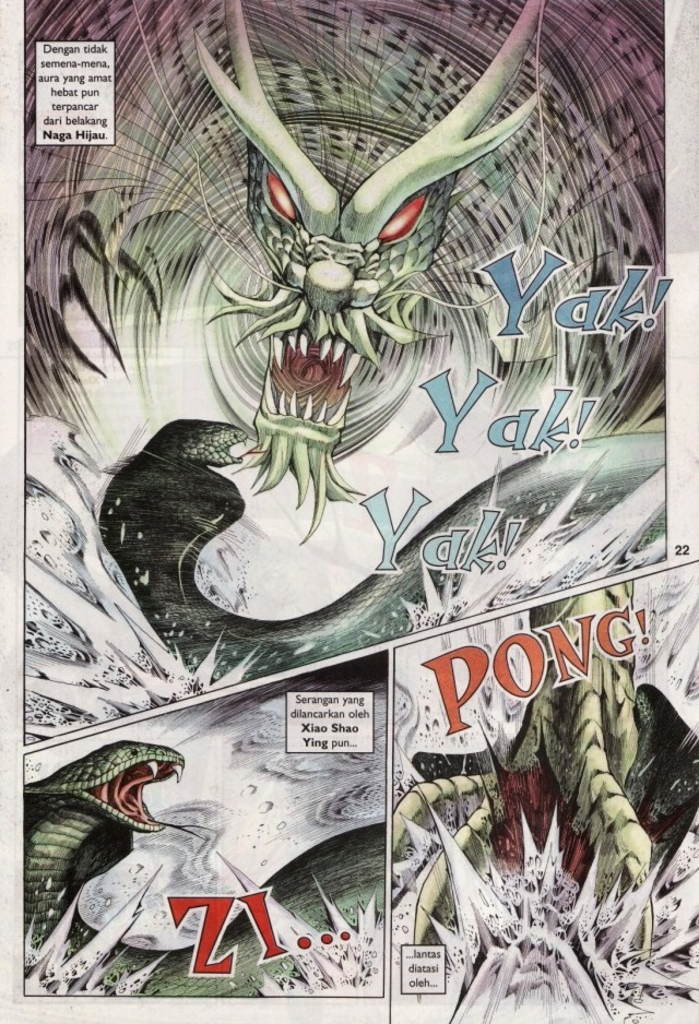 Dengan tidak
semena-mena,
aura yang amat
hebat pun
terpancar
dari belakang
Naga Hijau.
Yak!
Yak!
Yak!
22
Serangan yang
dilancarkan oleh
Xiao Shao
Ying pun...
ZI...
PONG!
...lantas
diatasi
oleh...